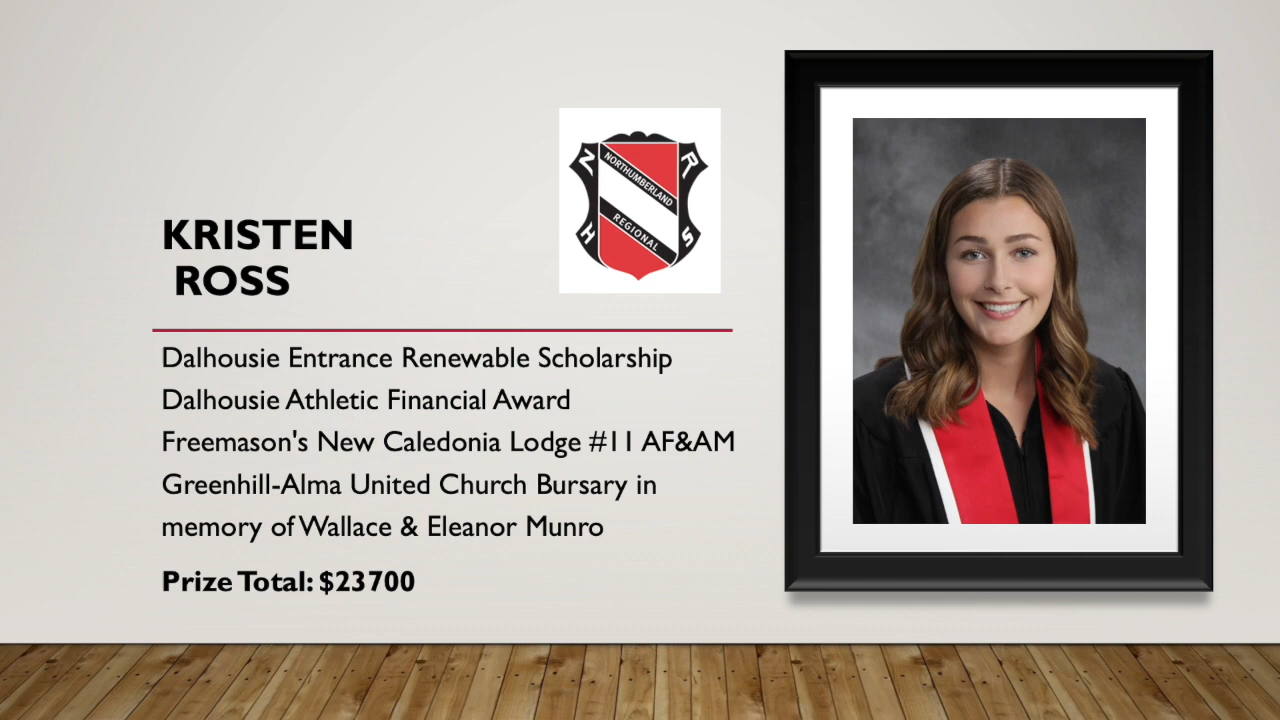 KRISTEN
ROSS
N R
H S
NORTHUMBERLAND
REGIONAL
Dalhousie Entrance Renewable Scholarship
Dalhousie Athletic Financial Award
Freemason's New Caledonia Lodge #11 AF&AM
Greenhill-Alma United Church Bursary in
memory of Wallace & Eleanor Munro
Prize Total: $23700